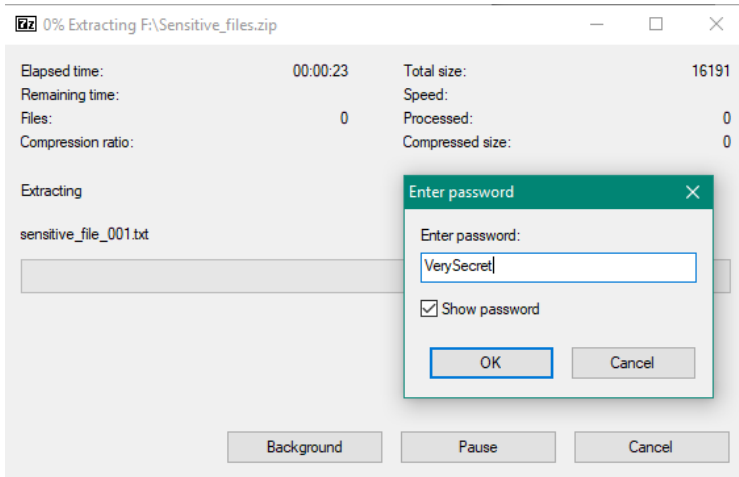 7z 0% Extracting F:\Sensitive_files.zip
Elapsed time: 00:00:23 Total size: 16191
Remaining time: Speed:
Files: 0 Processed: 0
Compression ratio: Compressed size: 0
Extracting
sensitive_file_001.txt
Enter password
Enter password:
VerySecret
Show password
OK Cancel
Background Pause Cancel